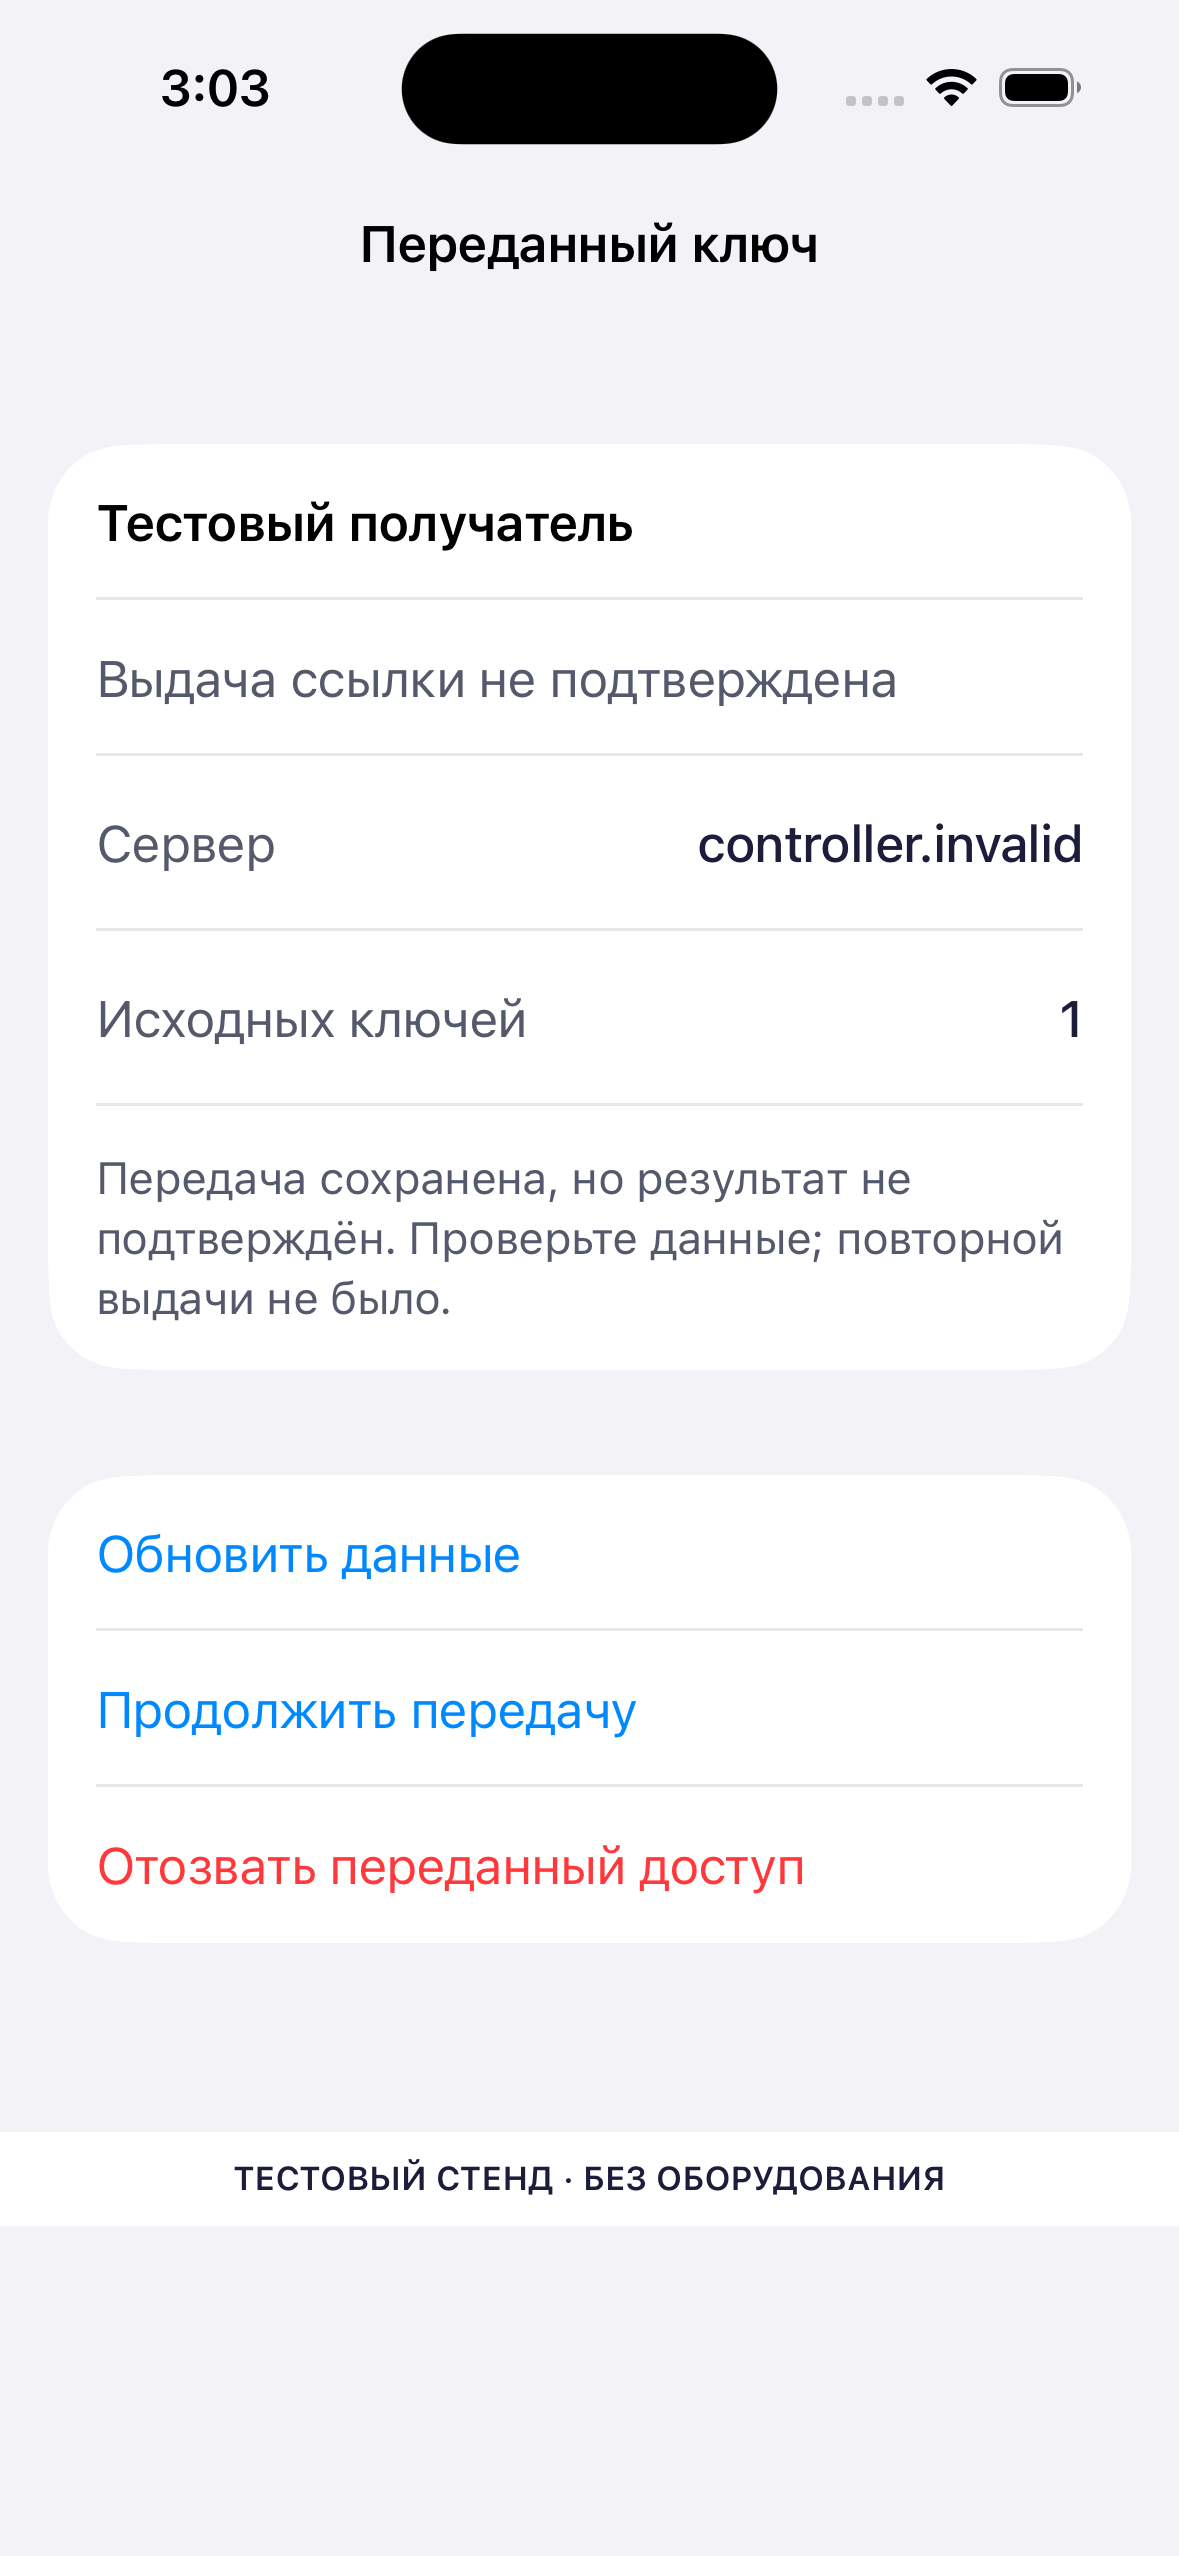 3:03
Переданный ключ
Тестовый получатель
Выдача ссылки не подтверждена
Сервер controller.invalid
Исходных ключей 1
Передача сохранена, но результат не
подтверждён. Проверьте данные; повторной
выдачи не было.
Обновить данные
Продолжить передачу
Отозвать переданный доступ
ТЕСТОВЫЙ СТЕНД · БЕЗ ОБОРУДОВАНИЯ